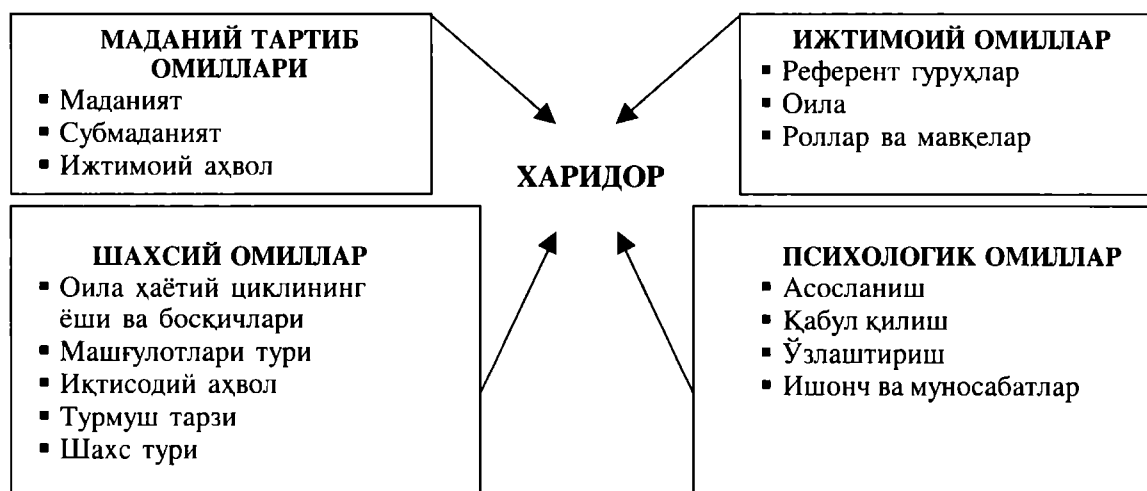 МАДАНИЙ ТАРТИБ
ОМИЛЛАРИ
▪ Маданият
▪ Субмаданият
▪ Ижтимоий аҳвол
ИЖТИМОИЙ ОМИЛЛАР
▪ Референт гуруҳлар
▪ Оила
▪ Роллар ва мавқелар
ХАРИДОР
ШАХСИЙ ОМИЛЛАР
▪ Оила ҳаётий циклининг
ёши ва босқичлари
▪ Машғулотлари тури
▪ Иқтисодий аҳвол
▪ Турмуш тарзи
▪ Шахс тури
ПСИХОЛОГИК ОМИЛЛАР
▪ Асосланиш
▪ Қабул қилиш
▪ Ўзлаштириш
▪ Ишонч ва муносабатлар